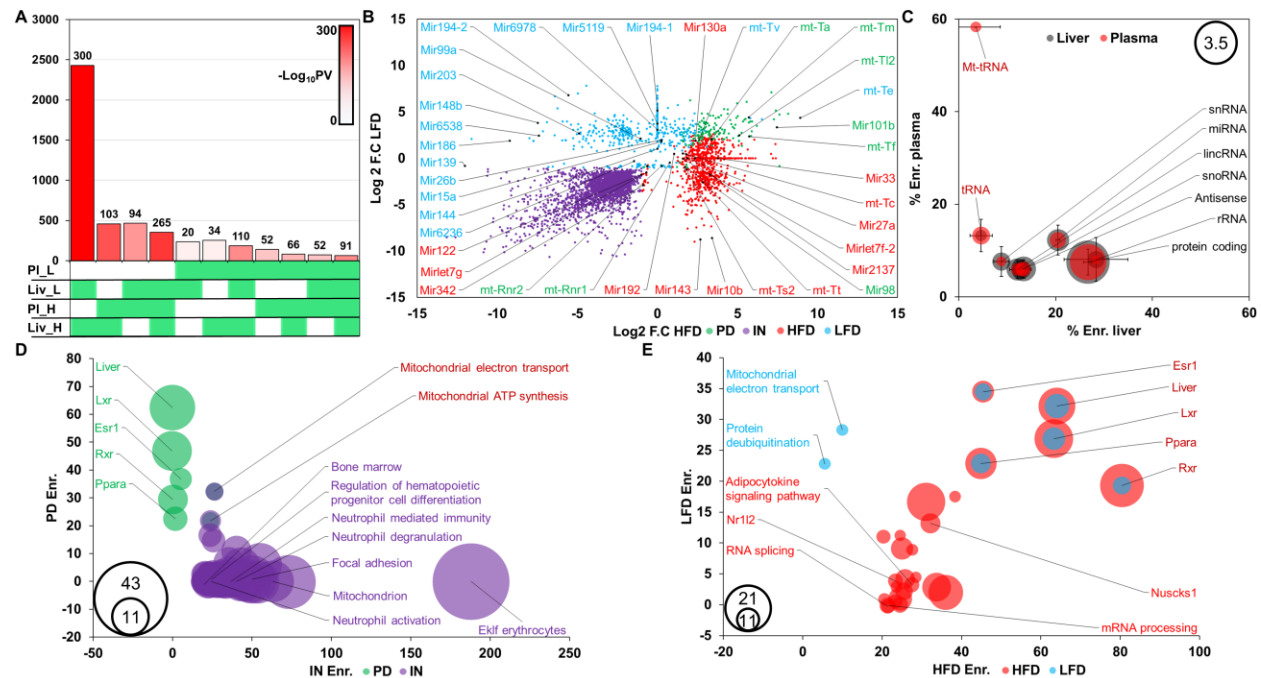 A
3000
2500
2000
1500
1000
500
0
300
103
94
265
20
34
110
52
66
52
91
300
-Log10PV
0
Pl_L
Liv_L
Pl_H
Liv_H
B
Log 2 F.C LFD
15
10
5
0
-5
-10
-15
-15
-10
-5
0
5
10
15
Mir194-2
Mir6978
Mir5119
Mir194-1
Mir130a
mt-Tv
mt-Ta
mt-Tm
Mir99a
mt-Tl2
Mir203
mt-Te
Mir148b
Mir6538
Mir101b
Mir186
mt-Tf
Mir139
Mir33
Mir26b
mt-Tc
Mir15a
Mir144
Mir27a
Mir6236
Mirlet7f-2
Mir122
Mirlet7g
Mir2137
Mir342
mt-Rnr2
mt-Rnr1
Mir192
Mir143
Mir10b
mt-Ts2
mt-Tt
Mir98
Log2 F.C HFD
PD
IN
HFD
LFD
C
% Enr. plasma
60
40
20
0
0
20
40
60
Liver
Plasma
3.5
Mt-tRNA
tRNA
snRNA
miRNA
lincRNA
snoRNA
Antisense
rRNA
protein coding
% Enr. liver
D
PD Enr.
80
70
60
50
40
30
20
10
0
-10
-20
-50
0
50
100
150
200
250
Liver
Lxr
Esr1
Rxr
Ppara
Mitochondrial electron transport
Mitochondrial ATP synthesis
Bone marrow
Regulation of hematopoietic
progenitor cell differentiation
Neutrophil mediated immunity
Neutrophil degranulation
Focal adhesion
Mitochondrion
Neutrophil activation
Eklf erythrocytes
43
11
IN Enr.
PD
IN
E
LFD Enr.
40
35
30
25
20
15
10
5
0
-5
-20
0
20
40
60
80
100
Mitochondrial
electron transport
Protein
deubiquitination
Adipocytokine
signaling pathway
Nr1l2
RNA splicing
Esr1
Liver
Lxr
Ppara
Rxr
Nuscks1
mRNA processing
21
11
HFD Enr.
HFD
LFD